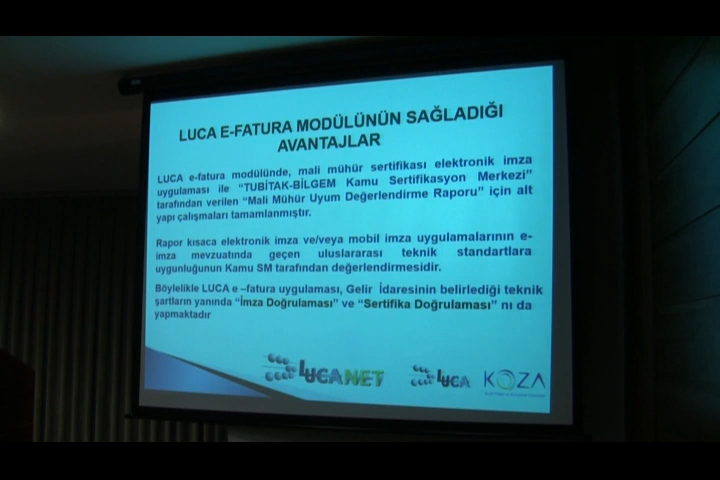 LUCA E-FATURA MODÜLÜNÜN SAĞLADIĞI
AVANTAJLAR
LUCA e-fatura modülünde, mali mühür sertifikası elektronik imza
uygulaması ile “TUBİTAK-BİLGEM Kamu Sertifikasyon Merkezi”
tarafından verilen “Mali Mühür Uyum Değerlendirme Raporu” için alt
yapı çalışmaları tamamlanmıştır.
Rapor kısaca elektronik imza ve/veya mobil imza uygulamalarının e-
imza mevzuatında geçen uluslararası teknik standartlara
uygunluğunun Kamu SM tarafından değerlendirmesidir.
Böylelikle LUCA e –fatura uygulaması, Gelir İdaresinin belirlediği teknik
şartların yanında “İmza Doğrulaması” ve “Sertifika Doğrulaması” nı da
yapmaktadır
LUCANET LUCA KOZA